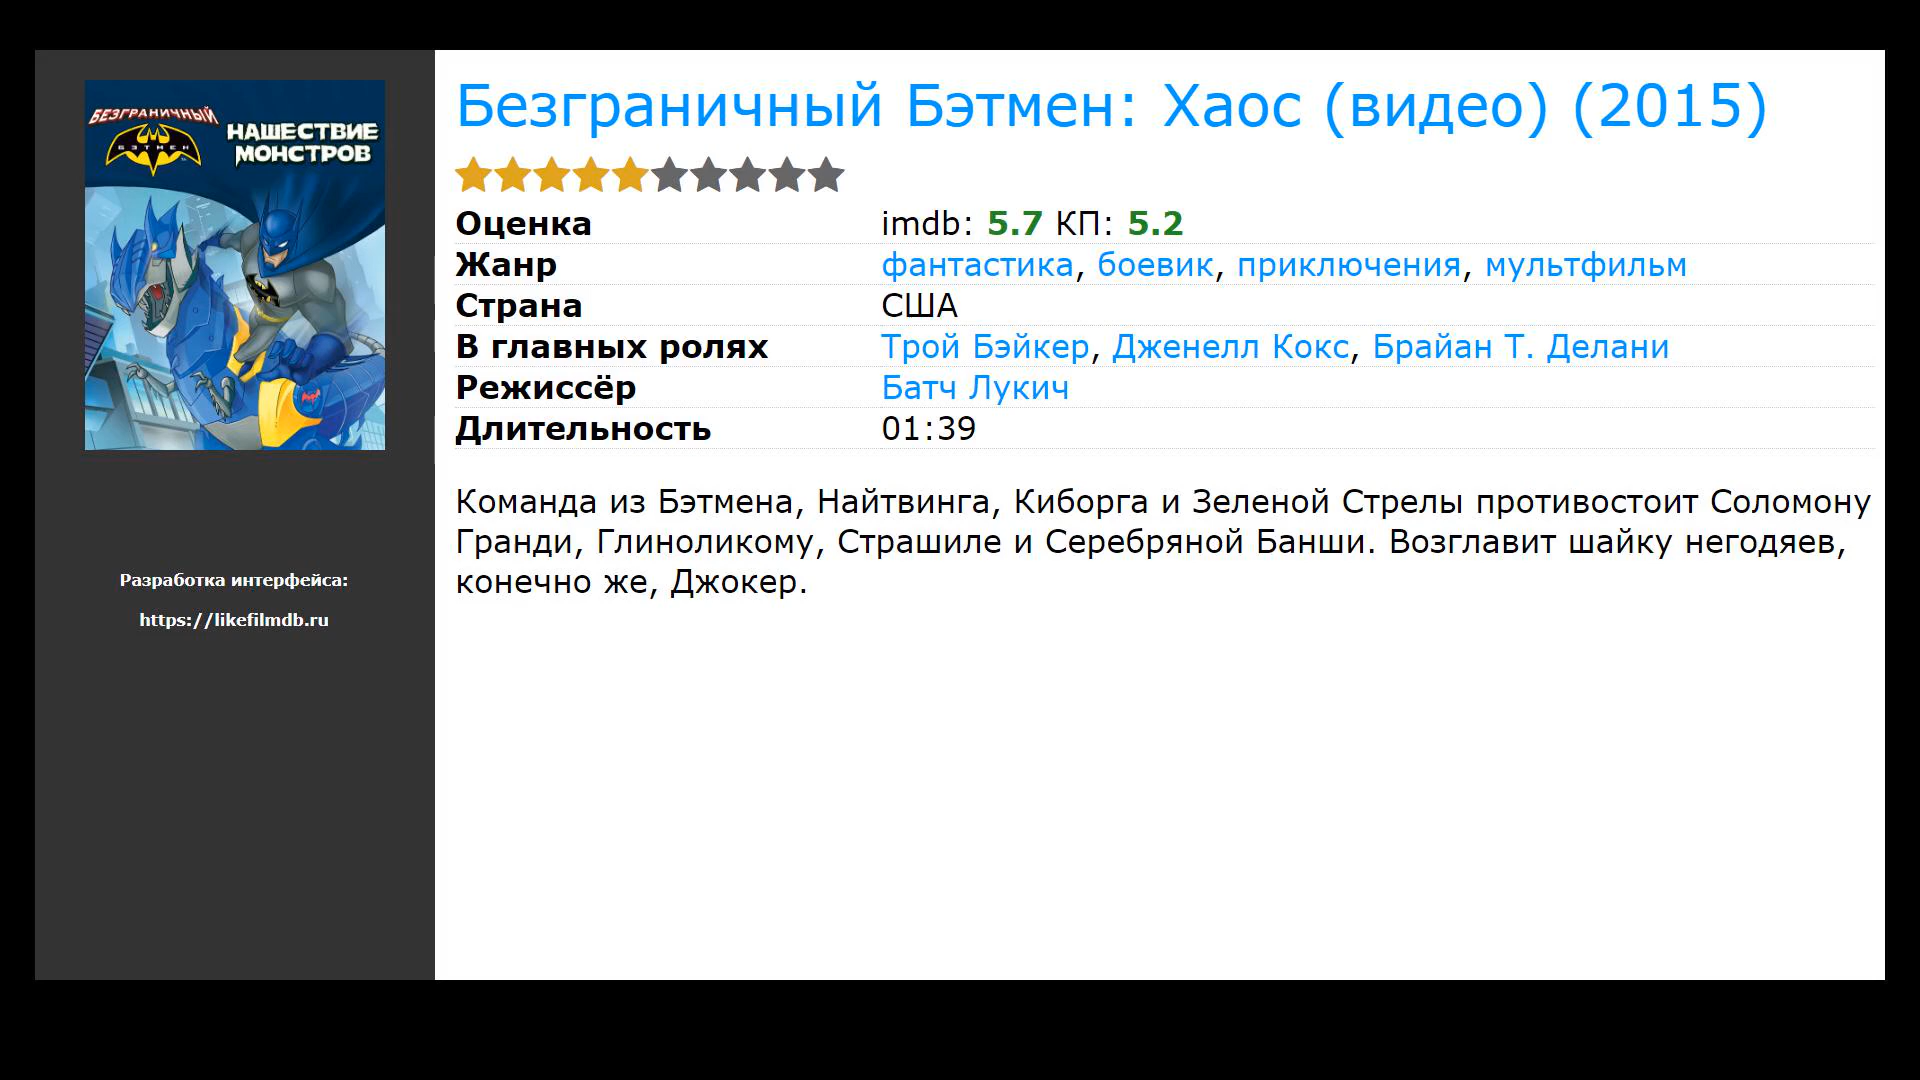 БЕЗГРАНИЧНЫЙ
БЭТМЕН
НАШЕСТВИЕ
МОНСТРОВ
Разработка интерфейса:
https://likefilmdb.ru
Безграничный Бэтмен: Хаос (видео) (2015)
Оценка imdb: 5.7 КП: 5.2
Жанр фантастика, боевик, приключения, мультфильм
Страна США
В главных ролях Трой Бэйкер, Дженелл Кокс, Брайан Т. Делани
Режиссёр Батч Лукич
Длительность 01:39
Команда из Бэтмена, Найтвинга, Киборга и Зеленой Стрелы противостоит Соломону
Гранди, Глиноликому, Страшиле и Серебряной Банши. Возглавит шайку негодяев,
конечно же, Джокер.